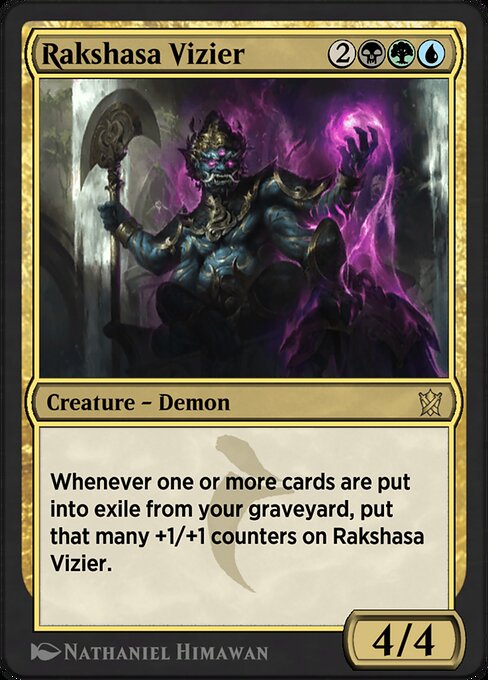 Rakshasa Vizier 2
Creature – Demon
Whenever one or more cards are put
into exile from your graveyard, put
that many +1/+1 counters on Rakshasa
Vizier.
4/4
Nathaniel Himawan